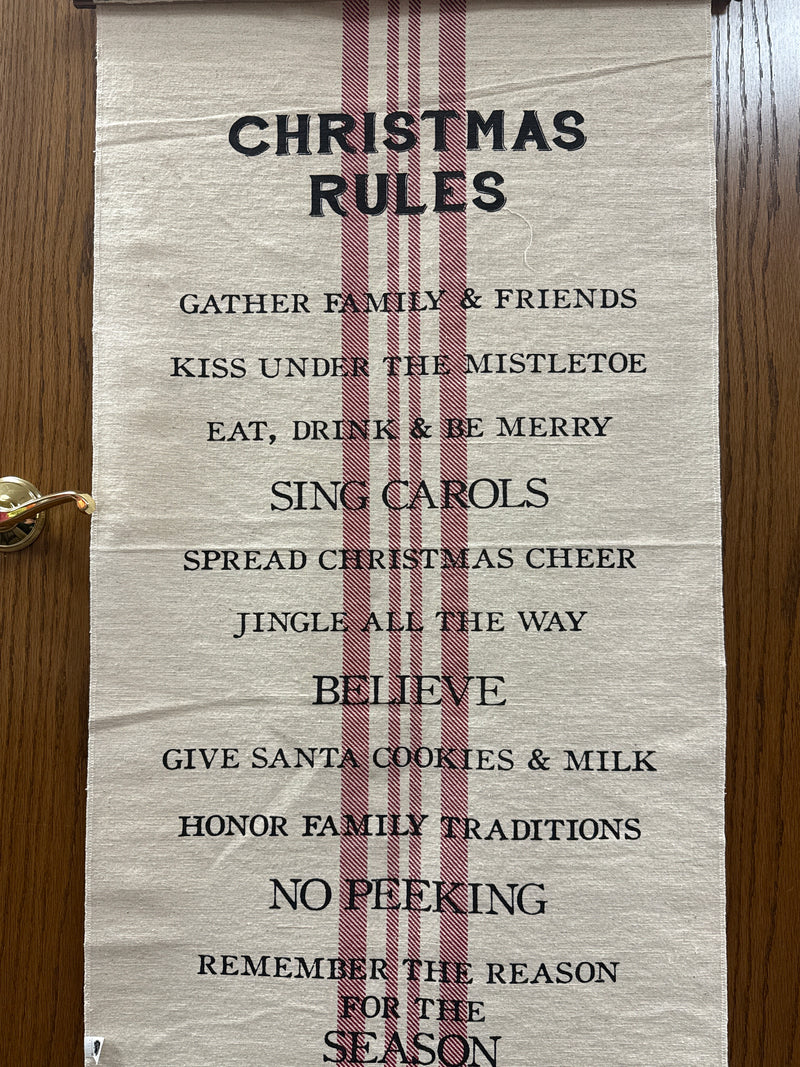 CHRISTMAS
RULES
GATHER FAMILY & FRIENDS
KISS UNDER THE MISTLETOE
EAT, DRINK & BE MERRY
SING CAROLS
SPREAD CHRISTMAS CHEER
JINGLE ALL THE WAY
BELIEVE
GIVE SANTA COOKIES & MILK
HONOR FAMILY TRADITIONS
NO PEEKING
REMEMBER THE REASON
FOR THE
SEASON